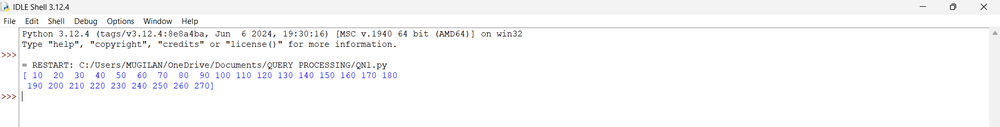 IDLE Shell 3.12.4
File Edit Shell Debug Options Window Help
Python 3.12.4 (tags/v3.12.4:8e8a4ba, Jun  6 2024, 19:30:16) [MSC v.1940 64 bit (AMD64)] on win32
Type "help", "copyright", "credits" or "license()" for more information.
>>>
= RESTART: C:/Users/MUGILAN/OneDrive/Documents/QUERY PROCESSING/QN1.py
[ 10  20  30  40  50  60  70  80  90 100 110 120 130 140 150 160 170 180
 190 200 210 220 230 240 250 260 270]
>>>